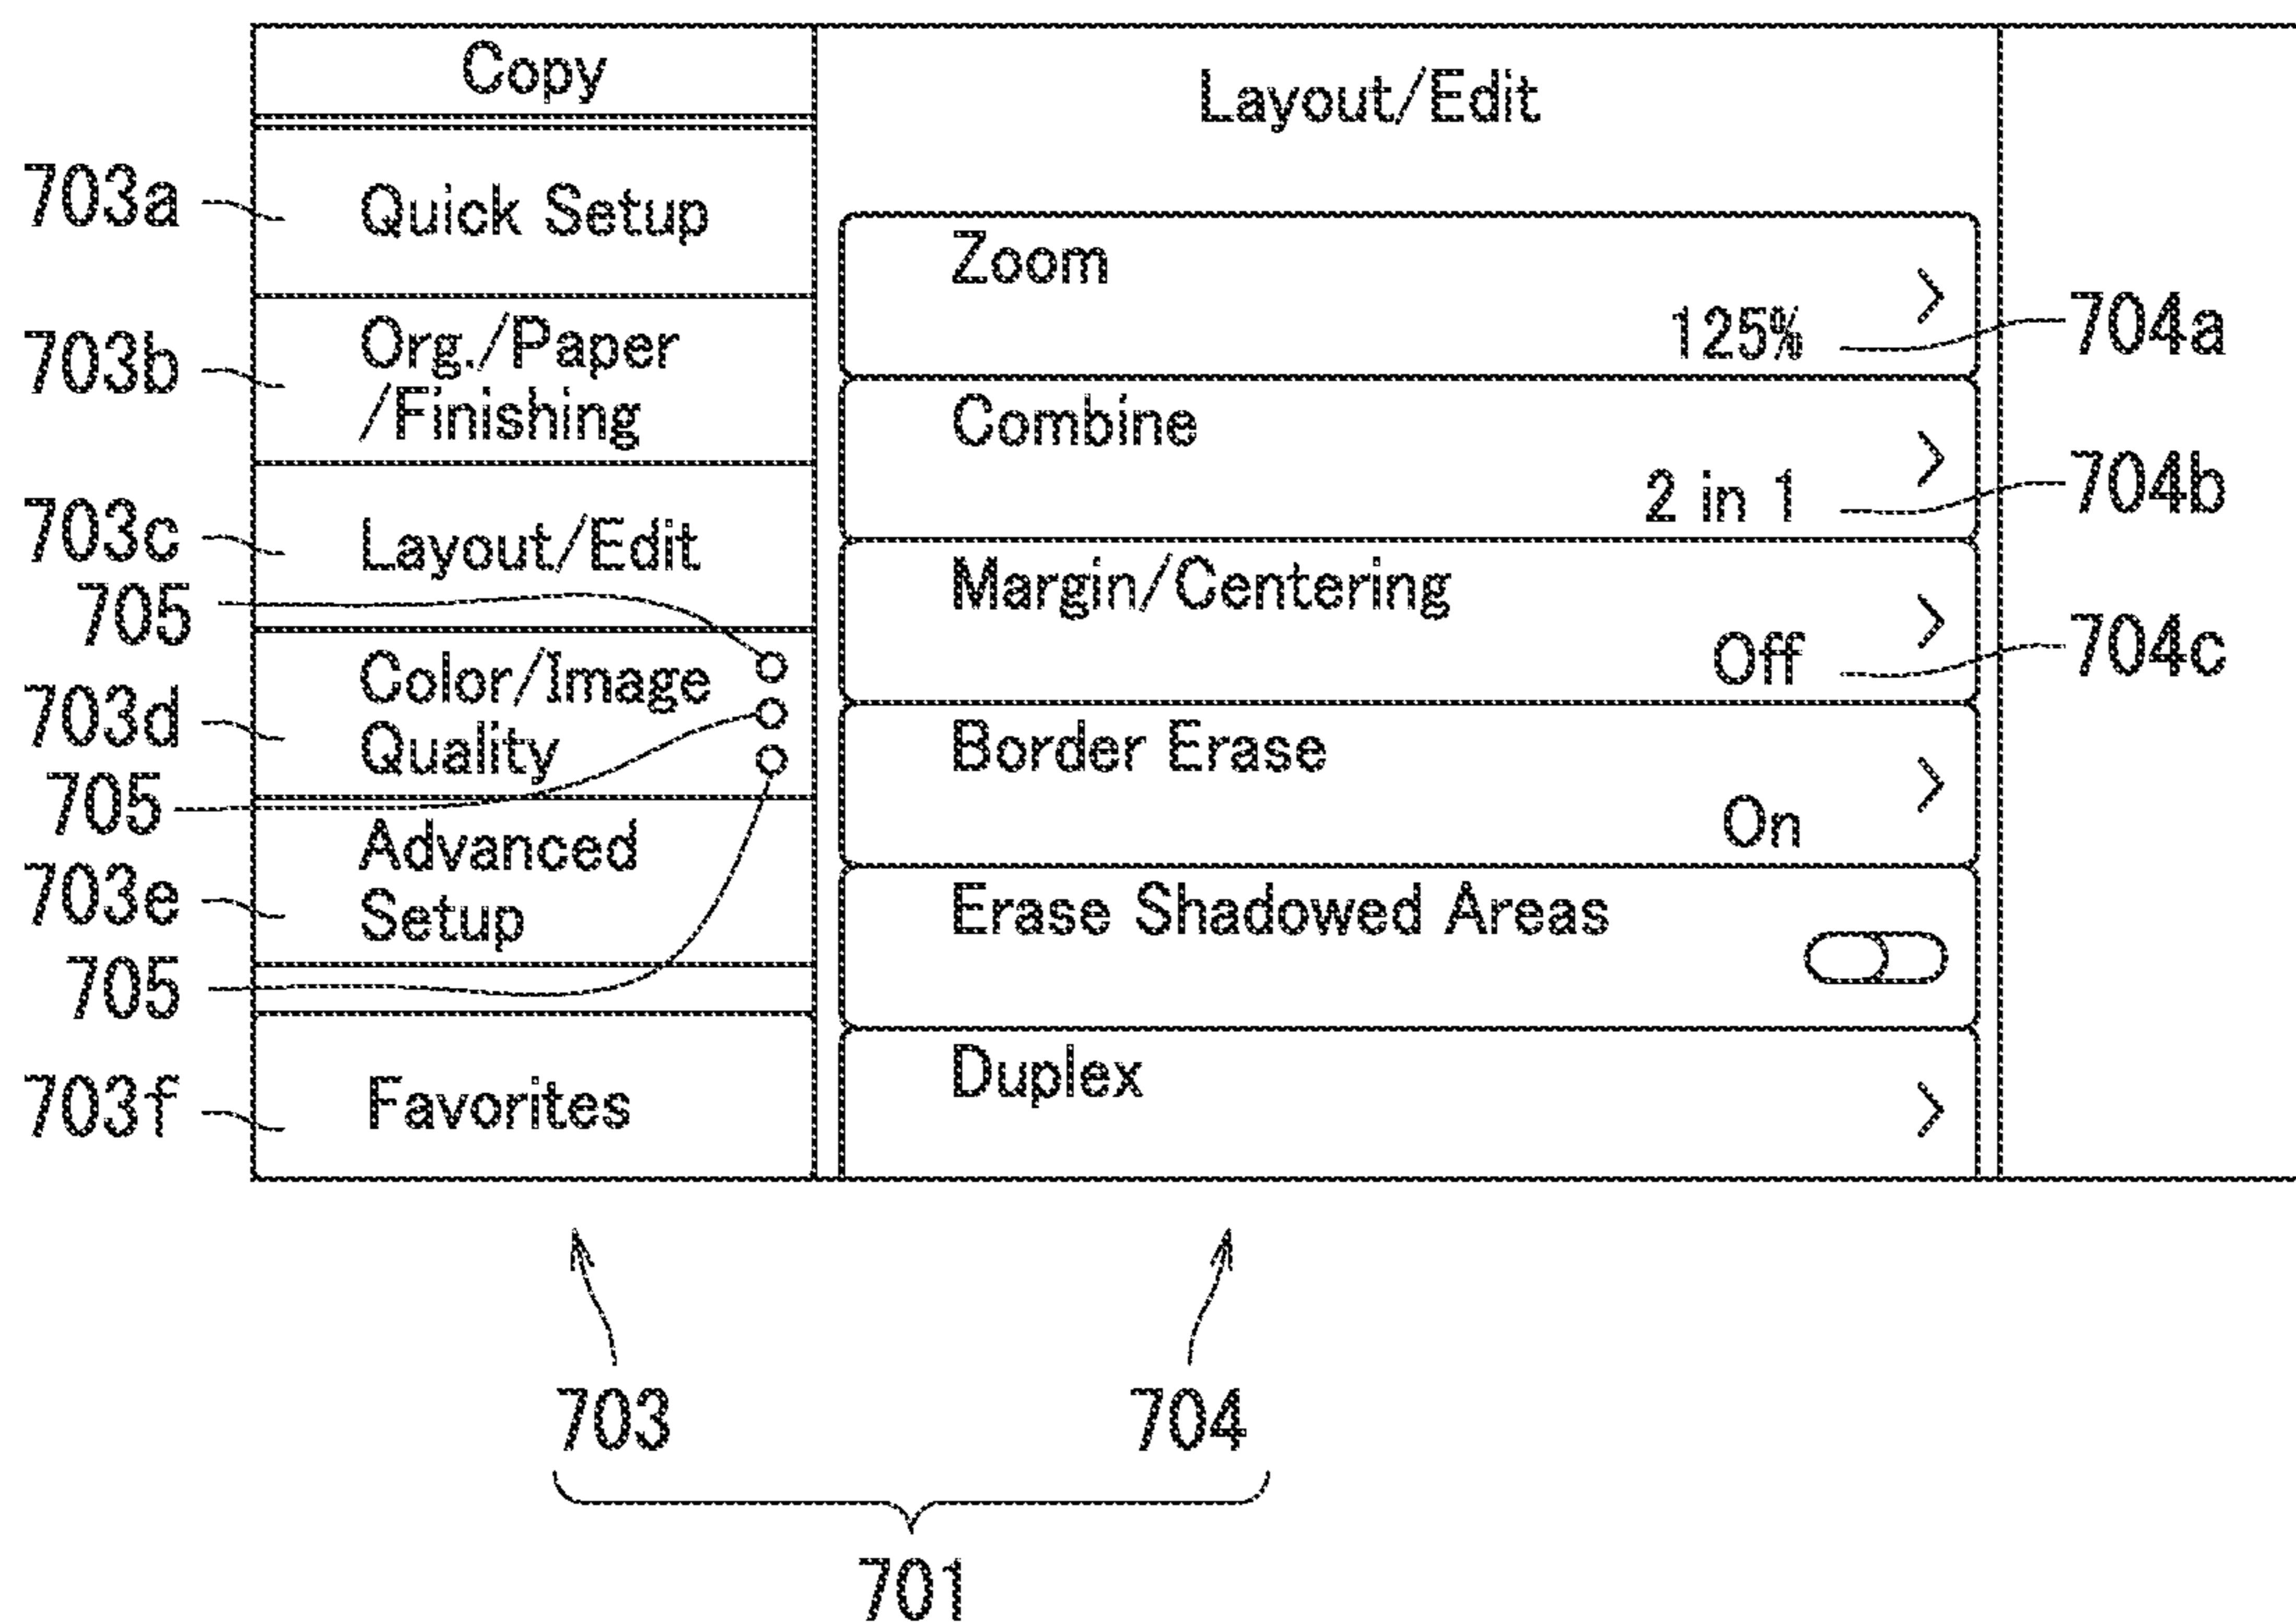 Copy
Layout/Edit
703a
Quick Setup
Zoom
125%
704a
703b
Org./Paper
/Finishing
Combine
2 in 1
704b
703c
Layout/Edit
Margin/Centering
Off
704c
705
703d
Color/Image
Quality
Border Erase
On
705
703e
Advanced
Setup
Erase Shadowed Areas
705
703f
Favorites
Duplex
703
704
701